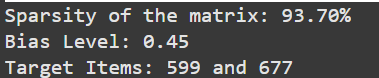 Sparsity of the matrix: 93.70%
Bias Level: 0.45
Target Items: 599 and 677